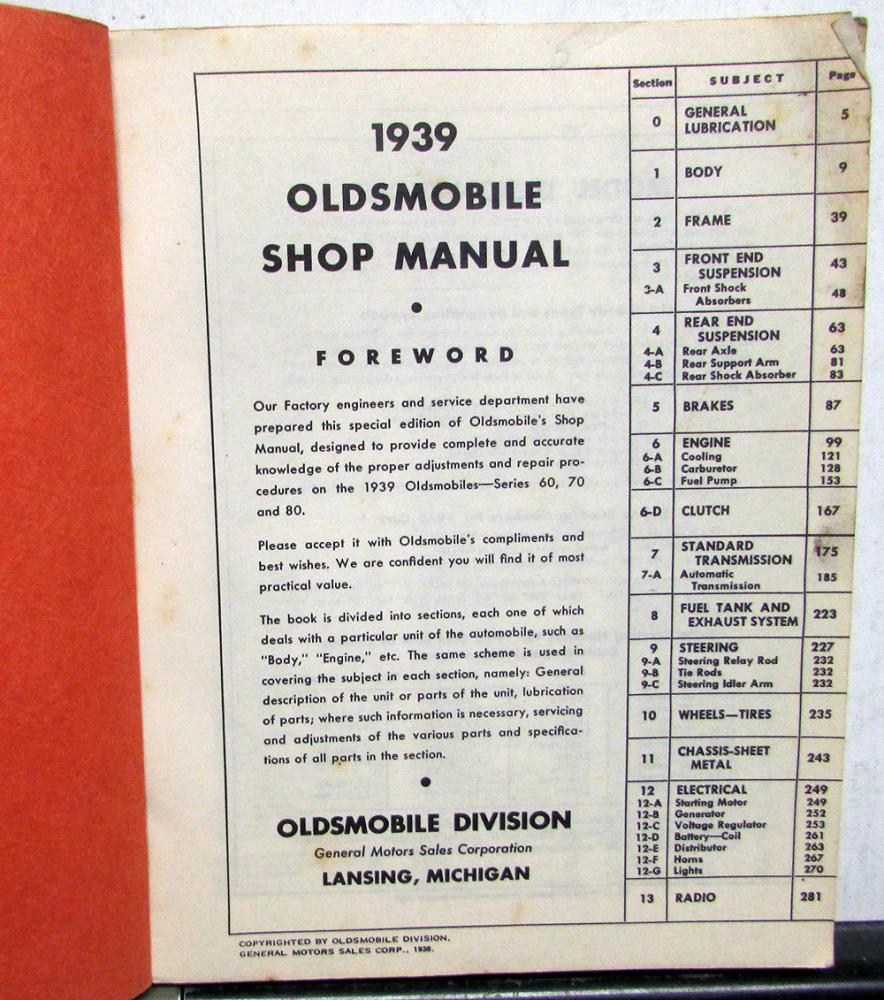 1939
OLDSMOBILE
SHOP MANUAL
•
FOREWORD
Our Factory engineers and service department have
prepared this special edition of Oldsmobile's Shop
Manual, designed to provide complete and accurate
knowledge of the proper adjustments and repair pro-
cedures on the 1939 Oldsmobiles—Series 60, 70
and 80.
Please accept it with Oldsmobile's compliments and
best wishes. We are confident you will find it of most
practical value.
The book is divided into sections, each one of which
deals with a particular unit of the automobile, such as
"Body," "Engine," etc. The same scheme is used in
covering the subject in each section, namely: General
description of the unit or parts of the unit, lubrication
of parts; where such information is necessary, servicing
and adjustments of the various parts and specifica-
tions of all parts in the section.
•
OLDSMOBILE DIVISION
General Motors Sales Corporation
LANSING, MICHIGAN
COPYRIGHTED BY OLDSMOBILE DIVISION,
GENERAL MOTORS SALES CORP., 1938.
Section SUBJECT Page
0 GENERAL 5
LUBRICATION
1 BODY 9
2 FRAME 39
3 FRONT END 43
SUSPENSION
3-A Front Shock 48
Absorbers
4 REAR END 63
SUSPENSION
4-A Rear Axle 63
4-B Rear Support Arm 81
4-C Rear Shock Absorber 83
5 BRAKES 87
6 ENGINE 99
6-A Cooling 121
6-B Carburetor 128
6-C Fuel Pump 153
6-D CLUTCH 167
7 STANDARD 175
TRANSMISSION
7-A Automatic 185
Transmission
8 FUEL TANK AND 223
EXHAUST SYSTEM
9 STEERING 227
9-A Steering Relay Rod 232
9-B Tie Rods 232
9-C Steering Idler Arm 232
10 WHEELS—TIRES 235
11 CHASSIS-SHEET 243
METAL
12 ELECTRICAL 249
12-A Starting Motor 249
12-B Generator 252
12-C Voltage Regulator 253
12-D Battery—Coil 261
12-E Distributor 263
12-F Horns 267
12-G Lights 270
13 RADIO 281